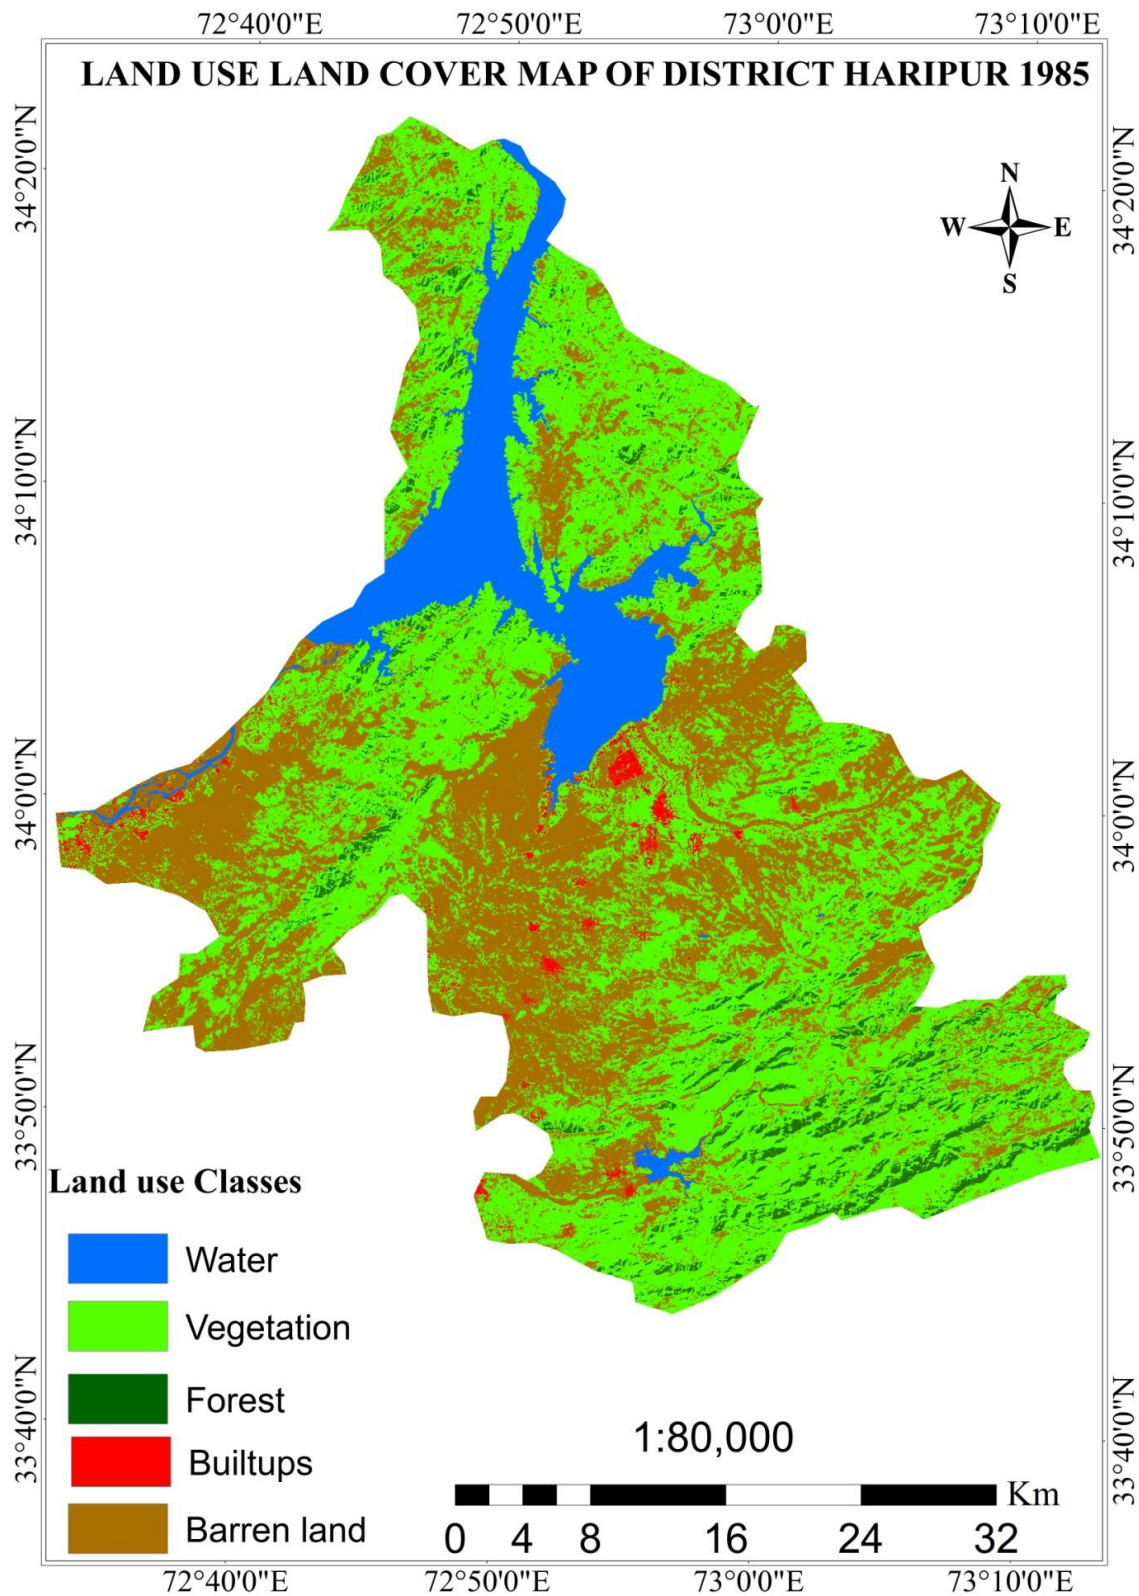 72°40'0"E 72°50'0"E 73°0'0"E 73°10'0"E
LAND USE LAND COVER MAP OF DISTRICT HARIPUR 1985
34°20'0"N 34°20'0"N
N
W E
S
34°10'0"N 34°10'0"N
34°0'0"N 34°0'0"N
33°50'0"N 33°50'0"N
Land use Classes
Water
Vegetation
Forest
Builtups
Barren land
33°40'0"N 33°40'0"N
1:80,000
Km
0 4 8 16 24 32
72°40'0"E 72°50'0"E 73°0'0"E 73°10'0"E